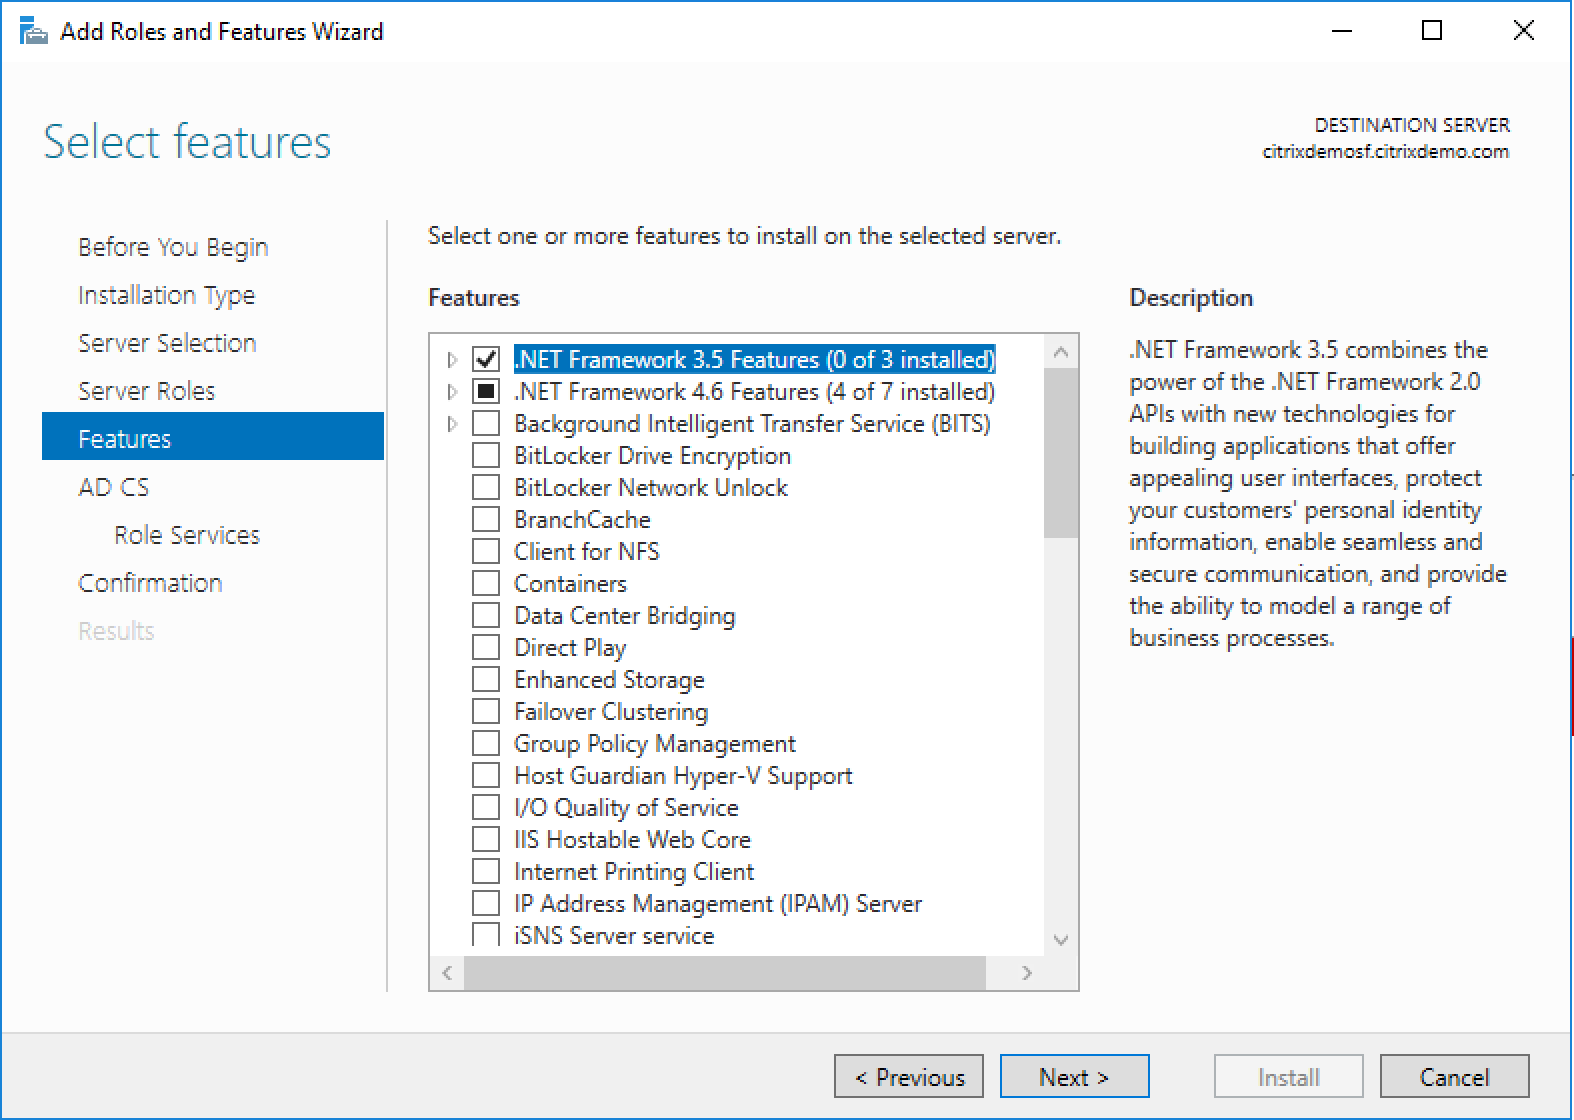 Add Roles and Features Wizard
Select features
DESTINATION SERVER
citrixdemosf.citrixdemo.com
Before You Begin
Installation Type
Server Selection
Server Roles
Features
AD CS
Role Services
Confirmation
Results
Select one or more features to install on the selected server.
Features
.NET Framework 3.5 Features (0 of 3 installed)
.NET Framework 4.6 Features (4 of 7 installed)
Background Intelligent Transfer Service (BITS)
BitLocker Drive Encryption
BitLocker Network Unlock
BranchCache
Client for NFS
Containers
Data Center Bridging
Direct Play
Enhanced Storage
Failover Clustering
Group Policy Management
Host Guardian Hyper-V Support
I/O Quality of Service
IIS Hostable Web Core
Internet Printing Client
IP Address Management (IPAM) Server
iSNS Server service
Description
.NET Framework 3.5 combines the
power of the .NET Framework 2.0
APIs with new technologies for
building applications that offer
appealing user interfaces, protect
your customers' personal identity
information, enable seamless and
secure communication, and provide
the ability to model a range of
business processes.
< Previous
Next >
Install
Cancel